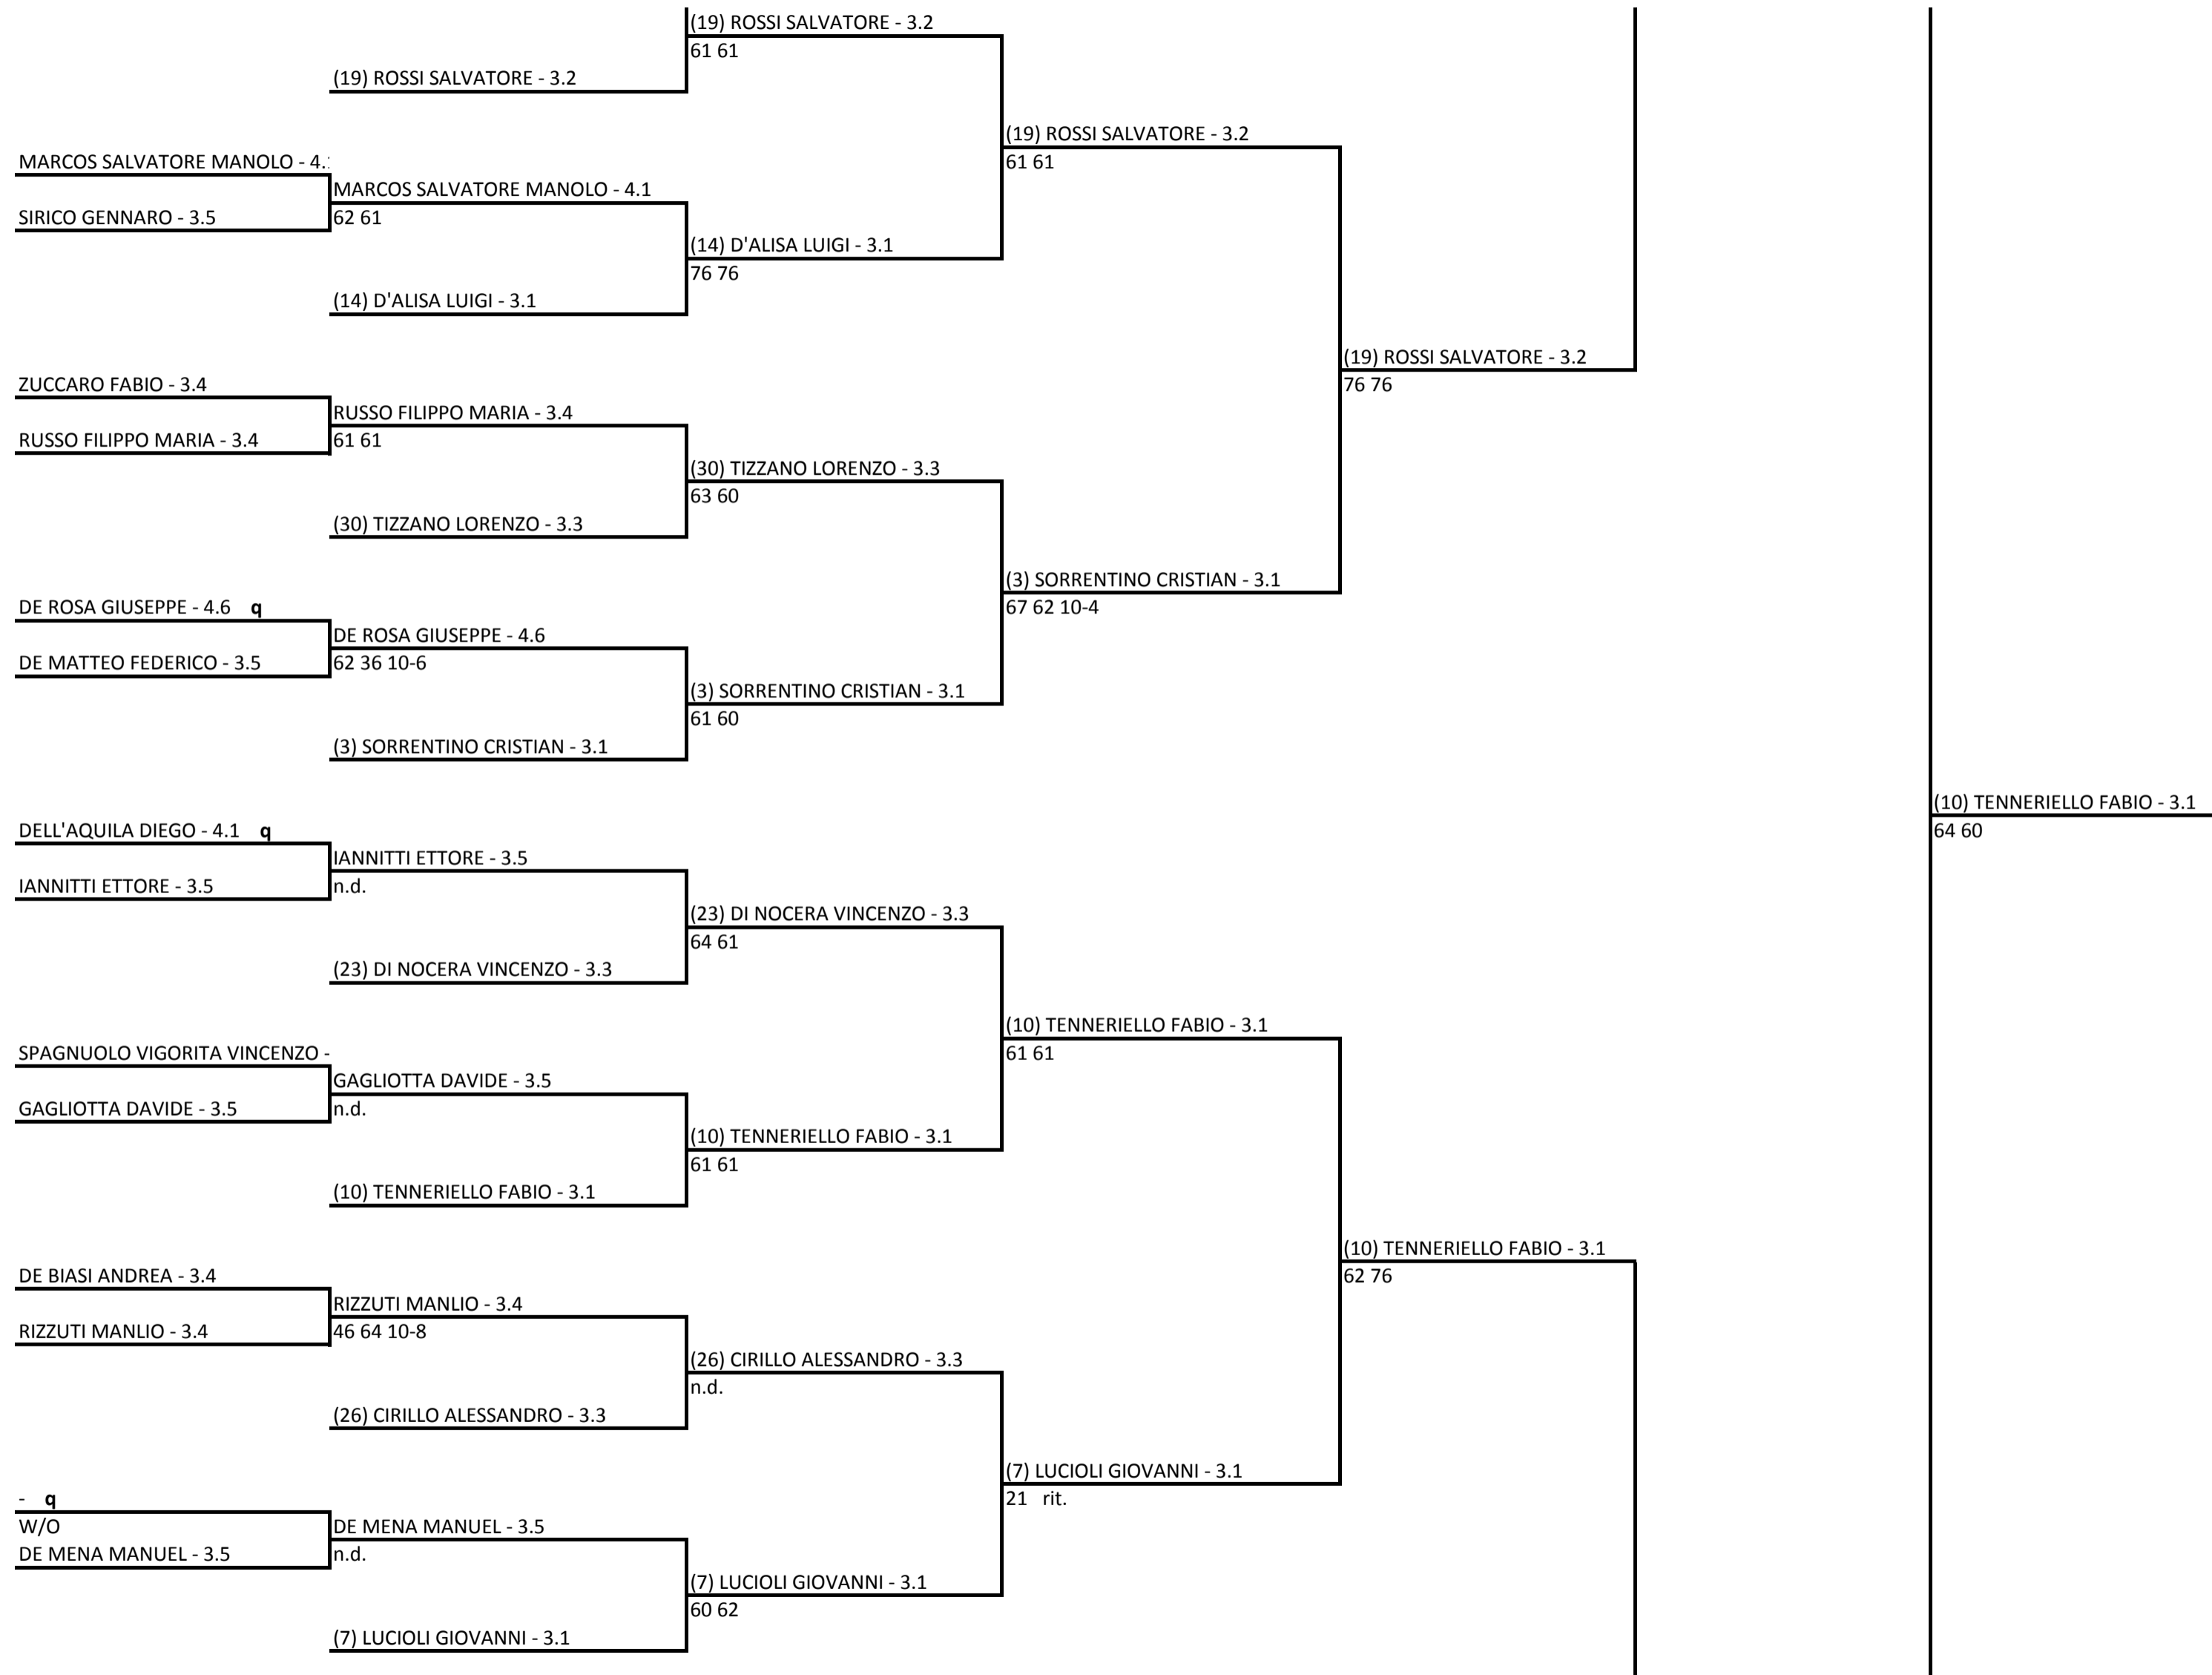 (19) ROSSI SALVATORE - 3.2
61 61
(19) ROSSI SALVATORE - 3.2
(19) ROSSI SALVATORE - 3.2
61 61
MARCOS SALVATORE MANOLO - 4.
MARCOS SALVATORE MANOLO - 4.1
62 61
SIRICO GENNARO - 3.5
(14) D'ALISA LUIGI - 3.1
76 76
(14) D'ALISA LUIGI - 3.1
(19) ROSSI SALVATORE - 3.2
76 76
ZUCCARO FABIO - 3.4
RUSSO FILIPPO MARIA - 3.4
61 61
RUSSO FILIPPO MARIA - 3.4
(30) TIZZANO LORENZO - 3.3
63 60
(30) TIZZANO LORENZO - 3.3
(3) SORRENTINO CRISTIAN - 3.1
67 62 10-4
DE ROSA GIUSEPPE - 4.6 q
DE ROSA GIUSEPPE - 4.6
62 36 10-6
DE MATTEO FEDERICO - 3.5
(3) SORRENTINO CRISTIAN - 3.1
61 60
(3) SORRENTINO CRISTIAN - 3.1
(10) TENNERIELLO FABIO - 3.1
64 60
DELL'AQUILA DIEGO - 4.1 q
IANNITTI ETTORE - 3.5
n.d.
IANNITTI ETTORE - 3.5
(23) DI NOCERA VINCENZO - 3.3
64 61
(23) DI NOCERA VINCENZO - 3.3
(10) TENNERIELLO FABIO - 3.1
61 61
SPAGNUOLO VIGORITA VINCENZO -
GAGLIOTTA DAVIDE - 3.5
n.d.
GAGLIOTTA DAVIDE - 3.5
(10) TENNERIELLO FABIO - 3.1
61 61
(10) TENNERIELLO FABIO - 3.1
(10) TENNERIELLO FABIO - 3.1
62 76
DE BIASI ANDREA - 3.4
RIZZUTI MANLIO - 3.4
46 64 10-8
RIZZUTI MANLIO - 3.4
(26) CIRILLO ALESSANDRO - 3.3
n.d.
(26) CIRILLO ALESSANDRO - 3.3
(7) LUCIOLI GIOVANNI - 3.1
21 rit.
- q
W/O
DE MENA MANUEL - 3.5
n.d.
DE MENA MANUEL - 3.5
(7) LUCIOLI GIOVANNI - 3.1
60 62
(7) LUCIOLI GIOVANNI - 3.1